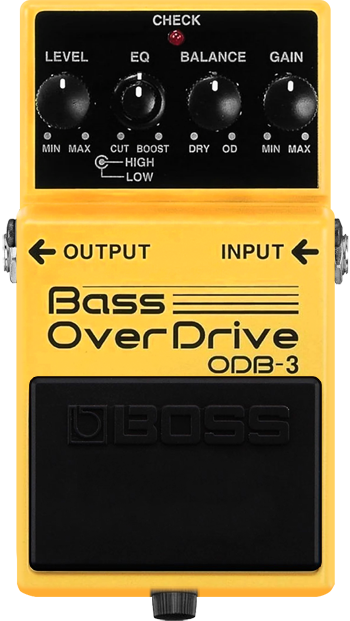 CHECK
LEVEL EQ BALANCE GAIN
MIN MAX CUT BOOST DRY OD MIN MAX
HIGH
LOW
OUTPUT INPUT
Bass
OverDrive
ODB-3
BOSS